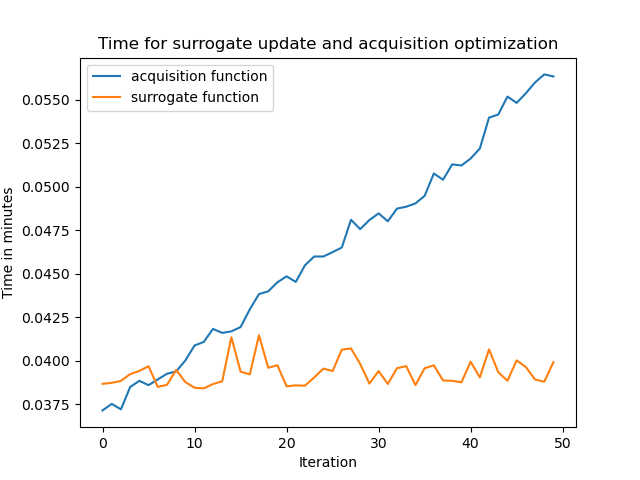 Time for surrogate update and acquisition optimization
acquisition function
surrogate function
0.0550
0.0525
0.0500
0.0475
0.0450
0.0425
0.0400
0.0375
Time in minutes
0 10 20 30 40 50
Iteration